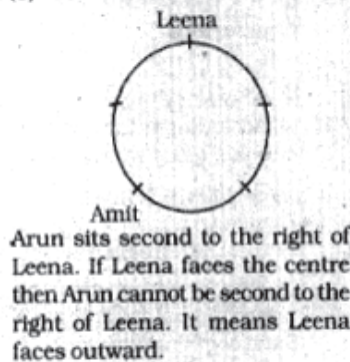 Leena
Amit
Arun sits second to the right of
Leena. If Leena faces the centre
then Arun cannot be second to the
right of Leena. It means Leena
faces outward.